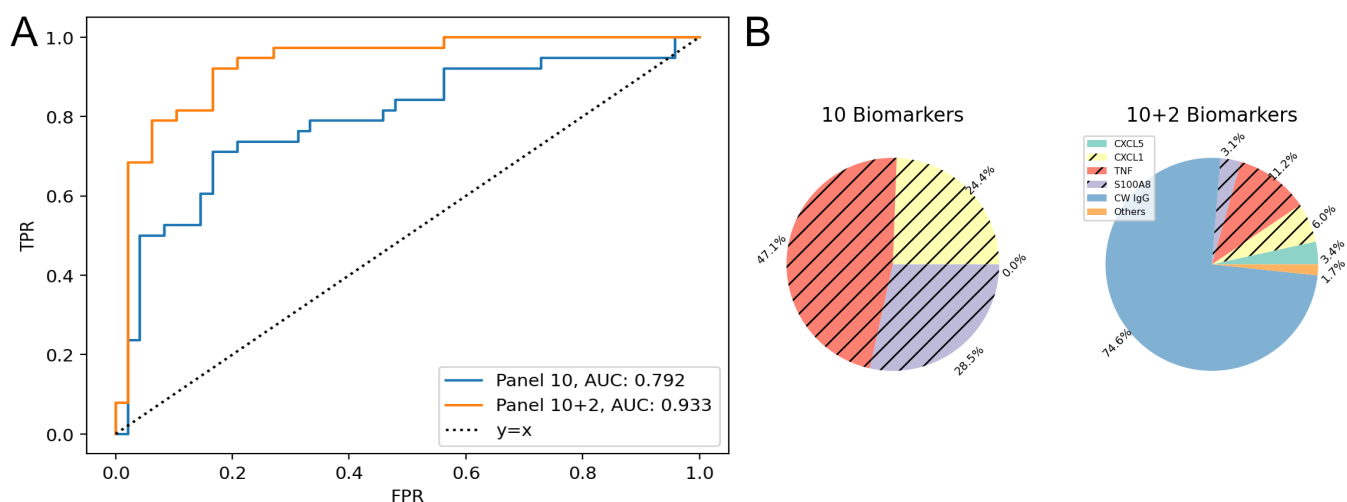 A
1.0
0.8
0.6
0.4
0.2
0.0
TPR
0.0
0.2
0.4
0.6
0.8
1.0
FPR
Panel 10, AUC: 0.792
Panel 10+2, AUC: 0.933
y=x
B
10 Biomarkers
24.4%
47.1%
28.5%
0.0%
10+2 Biomarkers
CXCL5
CXCL1
TNF
S100A8
CW IgG
Others
3.1%
11.2%
6.0%
3.4%
1.7%
74.6%